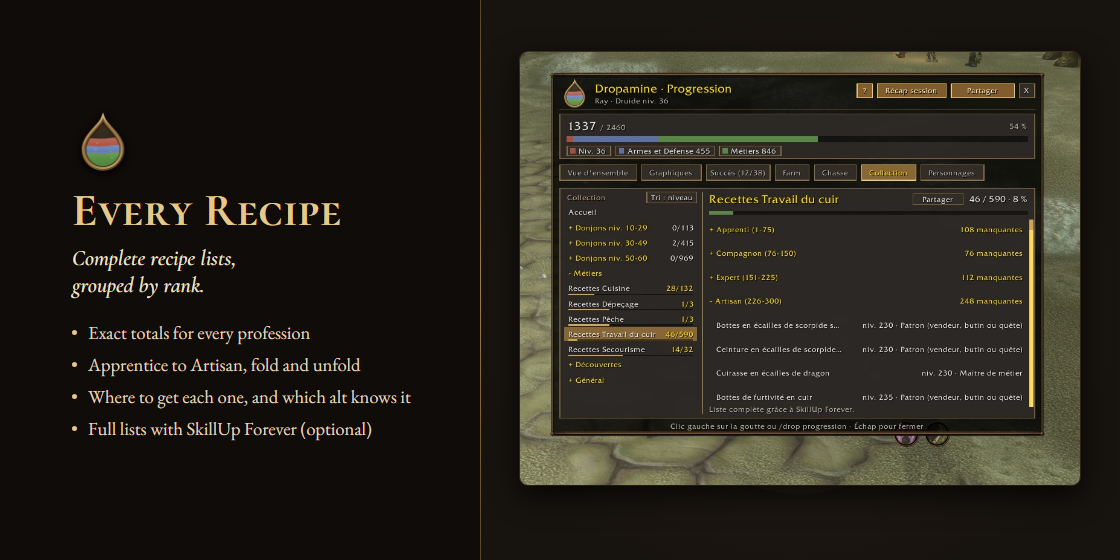 Every Recipe
Complete recipe lists,
grouped by rank.
• Exact totals for every profession
• Apprentice to Artisan, fold and unfold
• Where to get each one, and which alt knows it
• Full lists with SkillUp Forever (optional)
Dopamine · Progression
Ray · Druide niv. 36
? Récap session Partager X
1337 / 2460 54 %
Niv. 36 Armes et Défense 455 Métiers 846
Vue d'ensemble Graphiques Succès (12/38) Farm Chasse Collection Personnages
Collection Tri : niveau
Accueil
+ Donjons niv. 10-29 0/113
+ Donjons niv. 30-49 2/415
+ Donjons niv. 50-60 0/969
- Métiers
Recettes Cuisine 28/132
Recettes Dépeçage 1/3
Recettes Pêche 1/3
Recettes Travail du cuir 46/590
Recettes Secourisme 14/32
+ Découvertes
+ Général
Recettes Travail du cuir Partager 46 / 590 · 8 %
+ Apprenti (1-75) 108 manquantes
+ Compagnon (76-150) 76 manquantes
+ Expert (151-225) 112 manquantes
- Artisan (226-300) 248 manquantes
Bottes en écailles de scorpide s... niv. 230 · Patron (vendeur, butin ou quête)
Ceinture en écailles de scorpide... niv. 230 · Patron (vendeur, butin ou quête)
Cuirasse en écailles de dragon niv. 230 · Maître de métier
Bottes de furtivité en cuir niv. 235 · Patron (vendeur, butin ou quête)
Liste complète grâce à SkillUp Forever.
Clic gauche sur la goutte ou /drop progression · Échap pour fermer